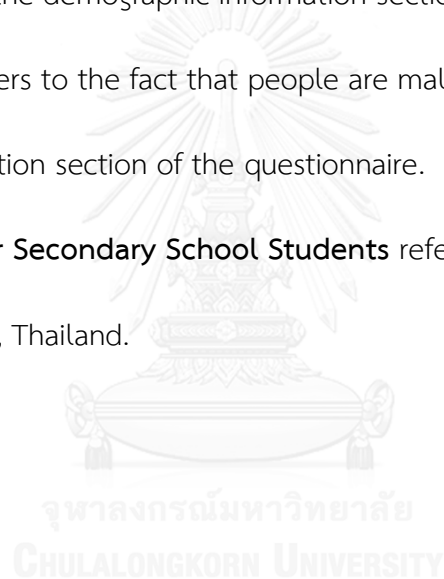 the demographic information section
ers to the fact that people are mal
tion section of the questionnaire.
r Secondary School Students refe
, Thailand.
จุฬาลงกรณ์มหาวิทยาลัย
CHULALONGKORN UNIVERSITY